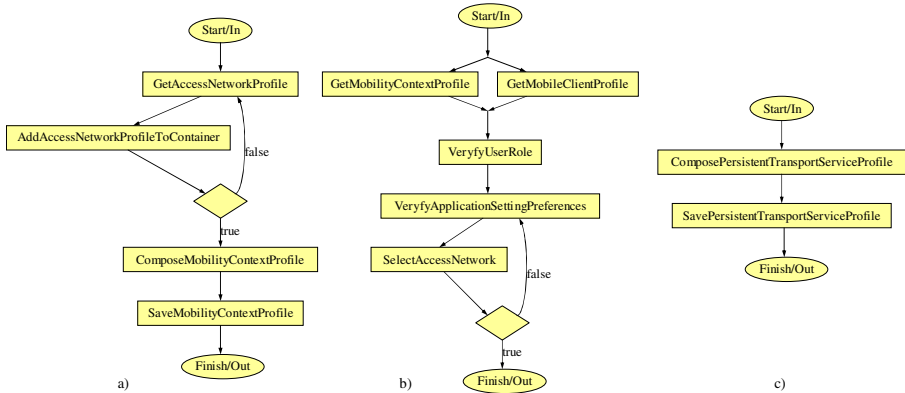 Start/In
GetAccessNetworkProfile
AddAccessNetworkProfileToContainer
false
true
ComposeMobilityContextProfile
SaveMobilityContextProfile
Finish/Out
a)
Start/In
GetMobilityContextProfile
GetMobileClientProfile
VeryfyUserRole
VeryfyApplicationSettingPreferences
SelectAccessNetwork
false
true
Finish/Out
b)
Start/In
ComposePersistentTransportServiceProfile
SavePersistentTransportServiceProfile
Finish/Out
c)